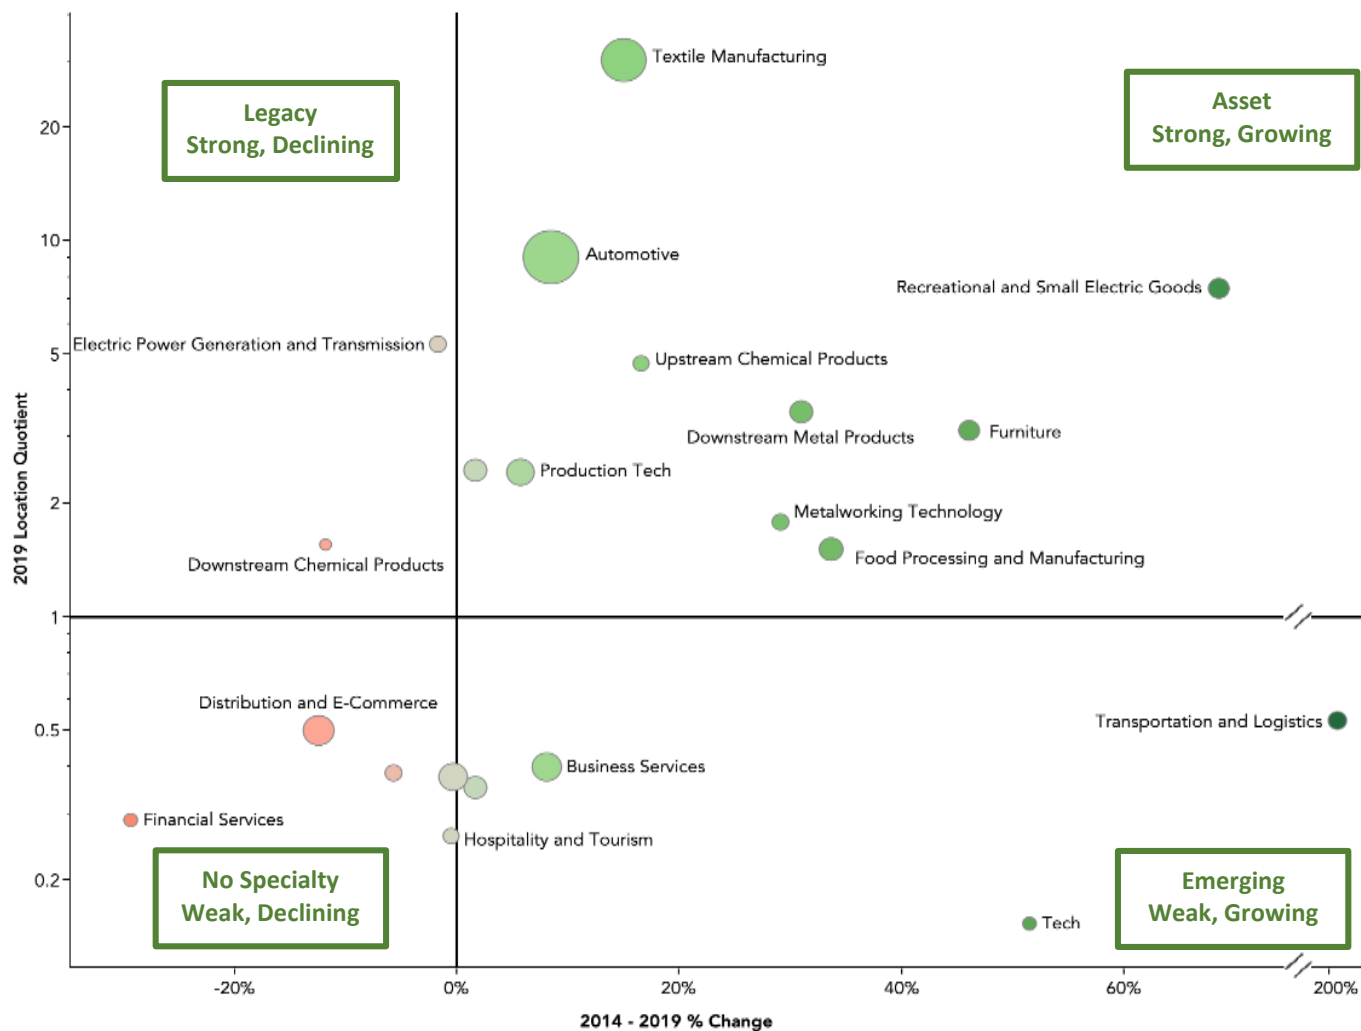 Textile Manufacturing
Legacy
Strong, Declining
Asset
Strong, Growing
20
10
Automotive
Recreational and Small Electric Goods
Electric Power Generation and Transmission
5
Upstream Chemical Products
Downstream Metal Products
Furniture
Production Tech
2019 Location Quotient
2
Metalworking Technology
Food Processing and Manufacturing
Downstream Chemical Products
1
Distribution and E-Commerce
0.5
Transportation and Logistics
Business Services
Financial Services
Hospitality and Tourism
0.2
No Specialty
Weak, Declining
Emerging
Weak, Growing
Tech
-20%
0%
20%
40%
60%
200%
2014 - 2019 % Change